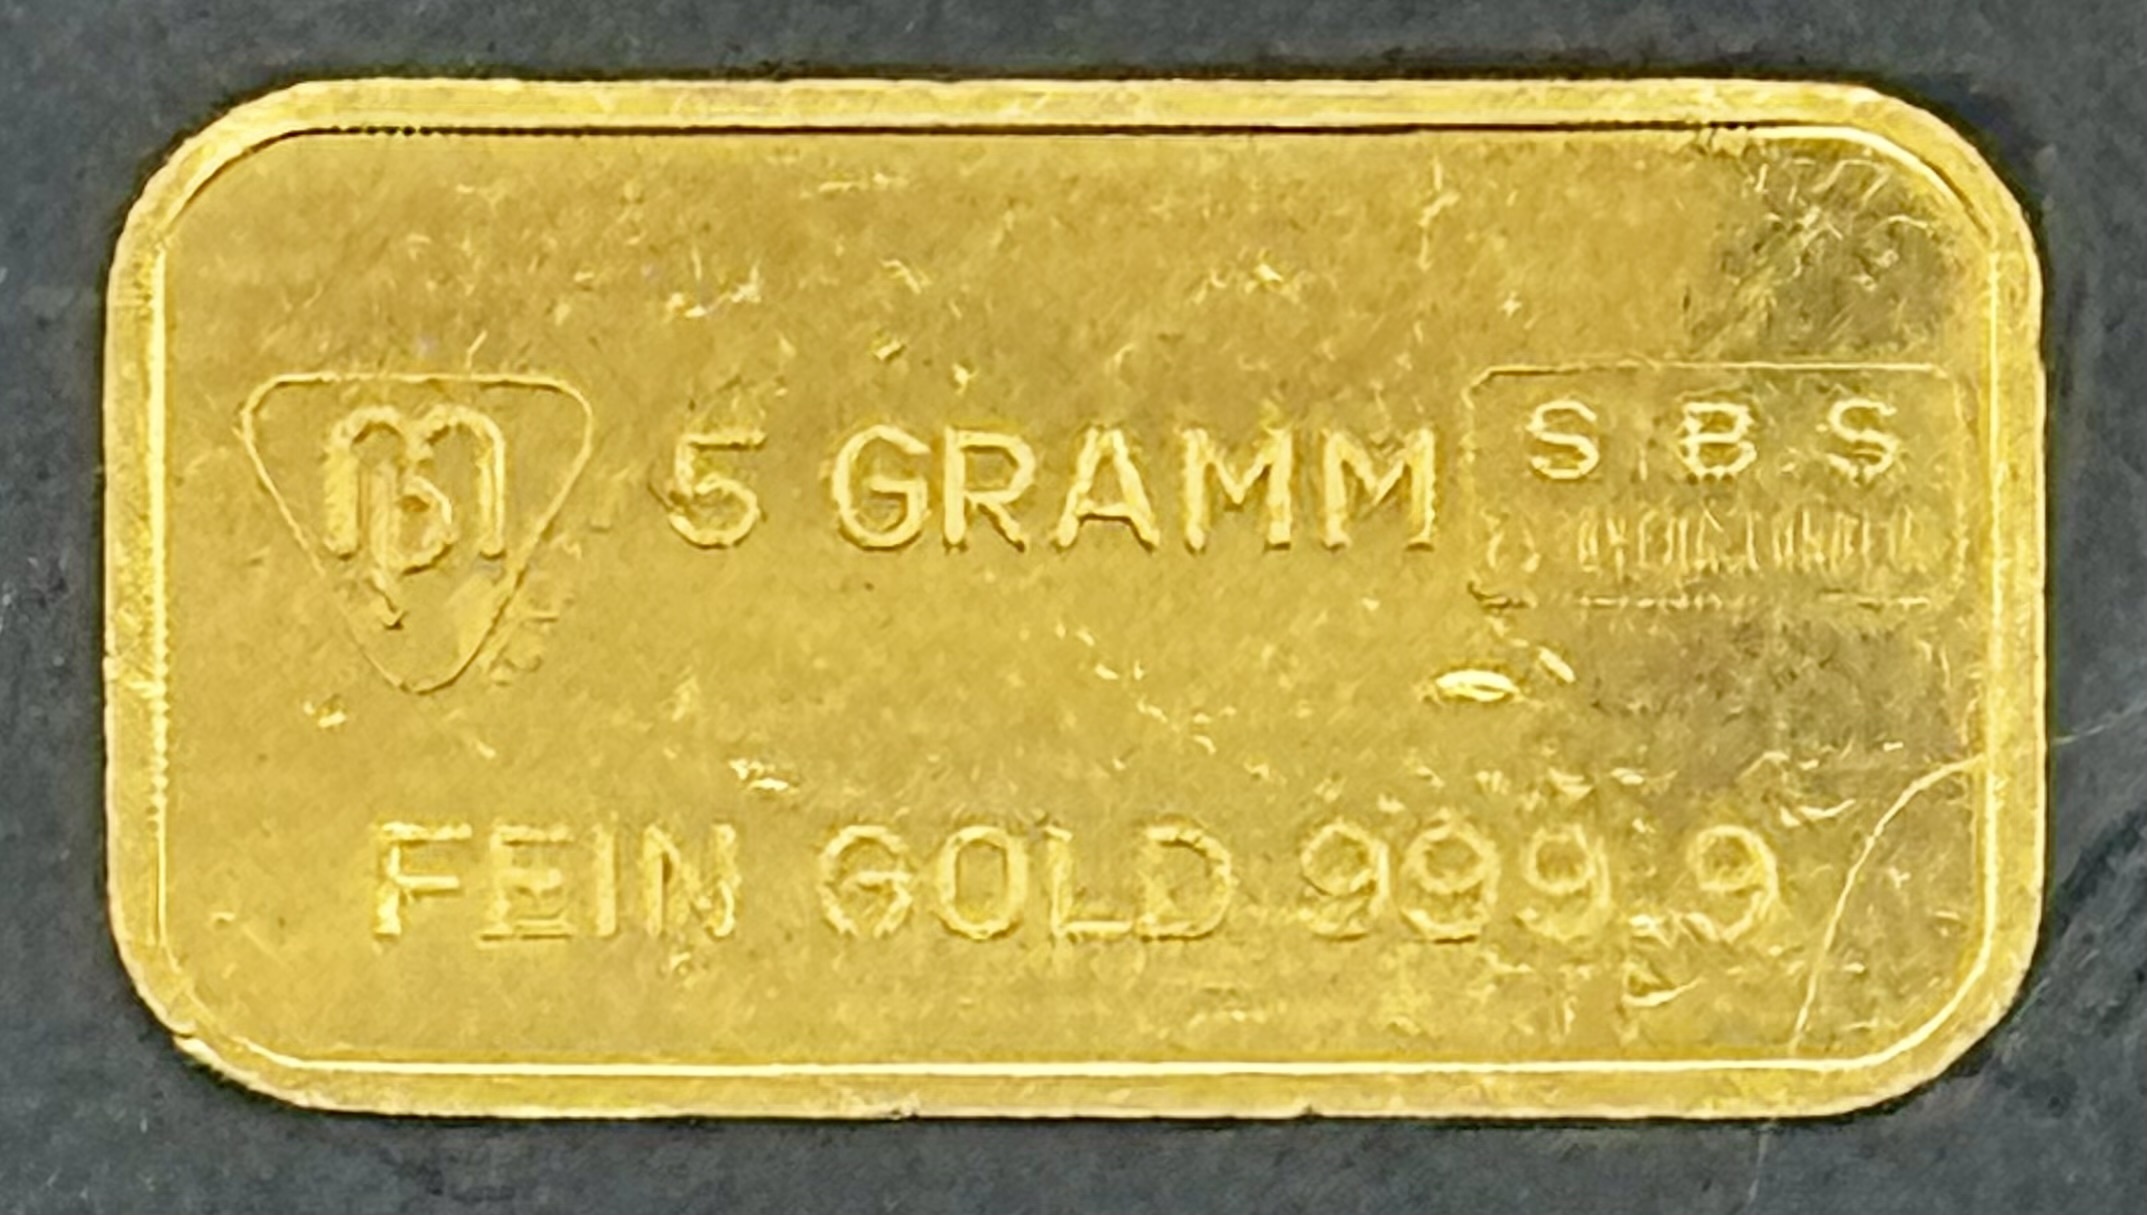 5 GRAMM
S B S
FEIN GOLD 999,9